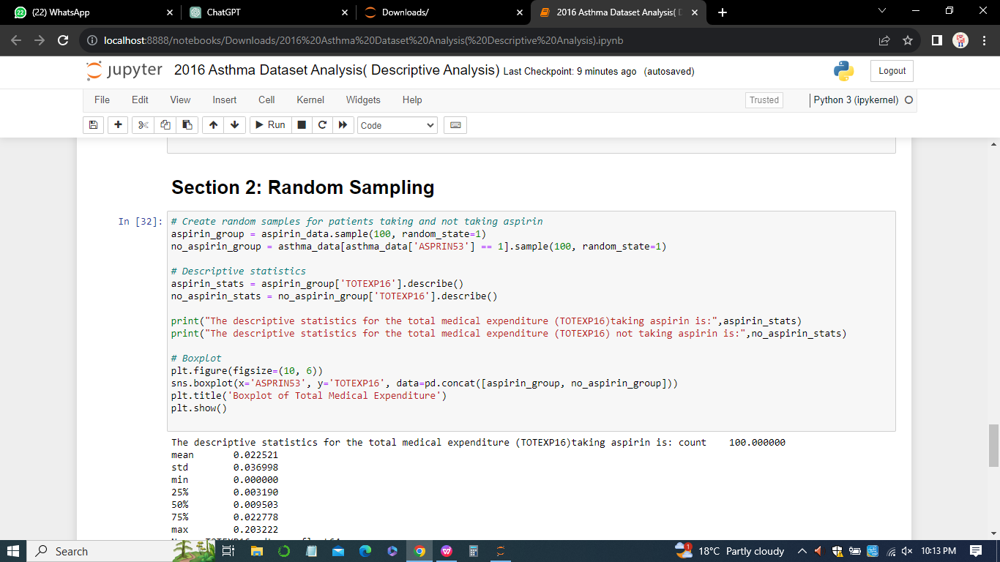 (22) WhatsApp
ChatGPT
Downloads/
2016 Asthma Dataset Analysis(
localhost:8888/notebooks/Downloads/2016%20Asthma%20Dataset%20Analysis(%20Descriptive%20Analysis).ipynb
jupyter 2016 Asthma Dataset Analysis( Descriptive Analysis) Last Checkpoint: 9 minutes ago (autosaved)
Logout
File Edit View Insert Cell Kernel Widgets Help
Trusted
Python 3 (ipykernel)
Run
Code
Section 2: Random Sampling
In [32]:
# Create random samples for patients taking and not taking aspirin
aspirin_group = aspirin_data.sample(100, random_state=1)
no_aspirin_group = asthma_data[asthma_data['ASPRIN53'] == 1].sample(100, random_state=1)
# Descriptive statistics
aspirin_stats = aspirin_group['TOTEXP16'].describe()
no_aspirin_stats = no_aspirin_group['TOTEXP16'].describe()
print("The descriptive statistics for the total medical expenditure (TOTEXP16)taking aspirin is:",aspirin_stats)
print("The descriptive statistics for the total medical expenditure (TOTEXP16) not taking aspirin is:",no_aspirin_stats)
# Boxplot
plt.figure(figsize=(10, 6))
sns.boxplot(x='ASPRIN53', y='TOTEXP16', data=pd.concat([aspirin_group, no_aspirin_group]))
plt.title('Boxplot of Total Medical Expenditure')
plt.show()
The descriptive statistics for the total medical expenditure (TOTEXP16)taking aspirin is: count 100.000000
mean 0.022521
std 0.036998
min 0.000000
25% 0.003190
50% 0.009503
75% 0.022778
max 0.203222
Search
1
18°C Partly cloudy
10:13 PM